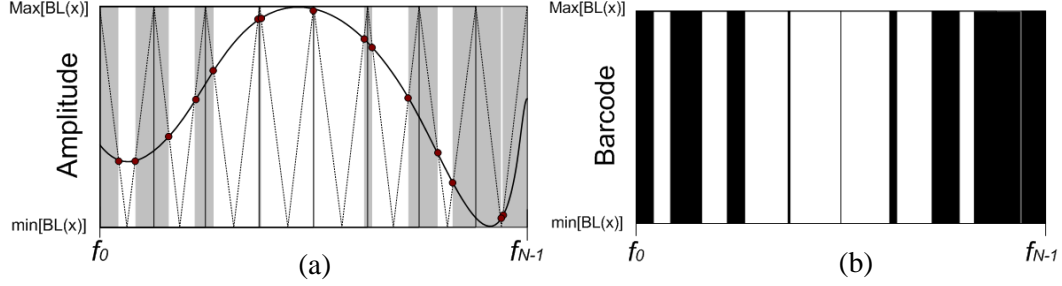 Max[BL(x)]
Amplitude
min[BL(x)]
f0
fN-1
(a)
Max[BL(x)]
Barcode
min[BL(x)]
f0
fN-1
(b)